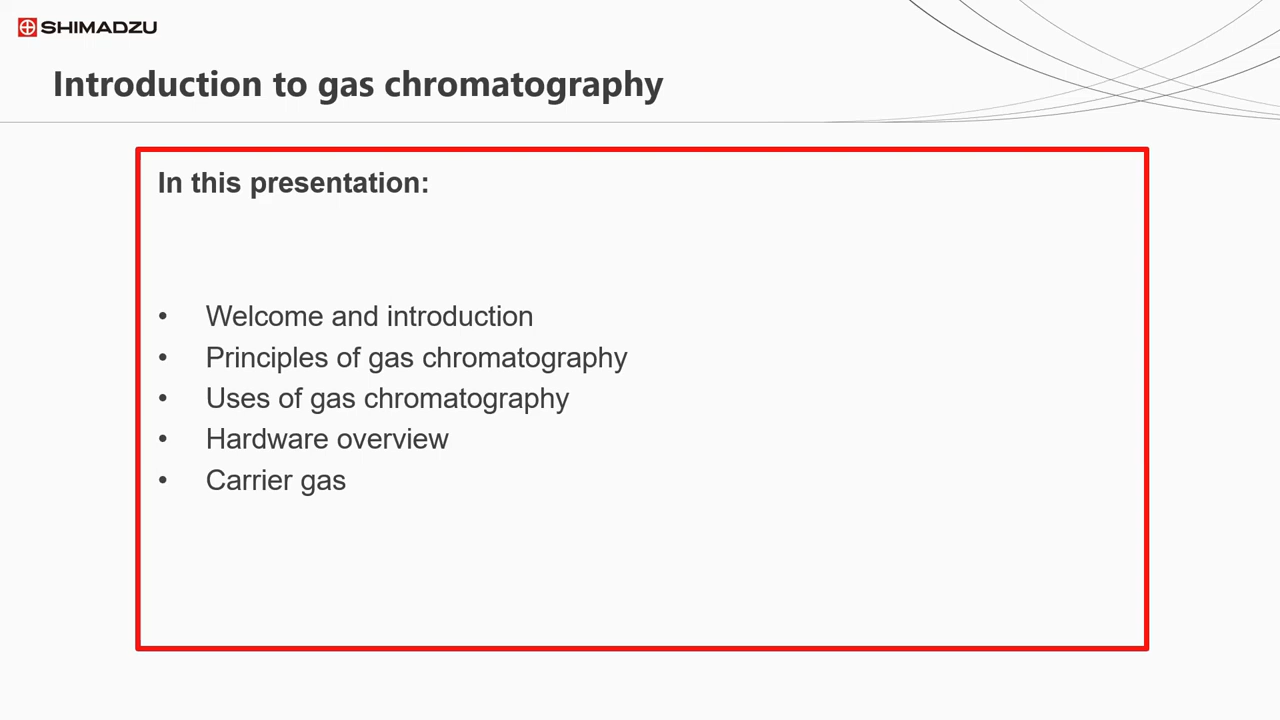 SHIMADZU
Introduction to gas chromatography
In this presentation:
• Welcome and introduction
• Principles of gas chromatography
• Uses of gas chromatography
• Hardware overview
• Carrier gas